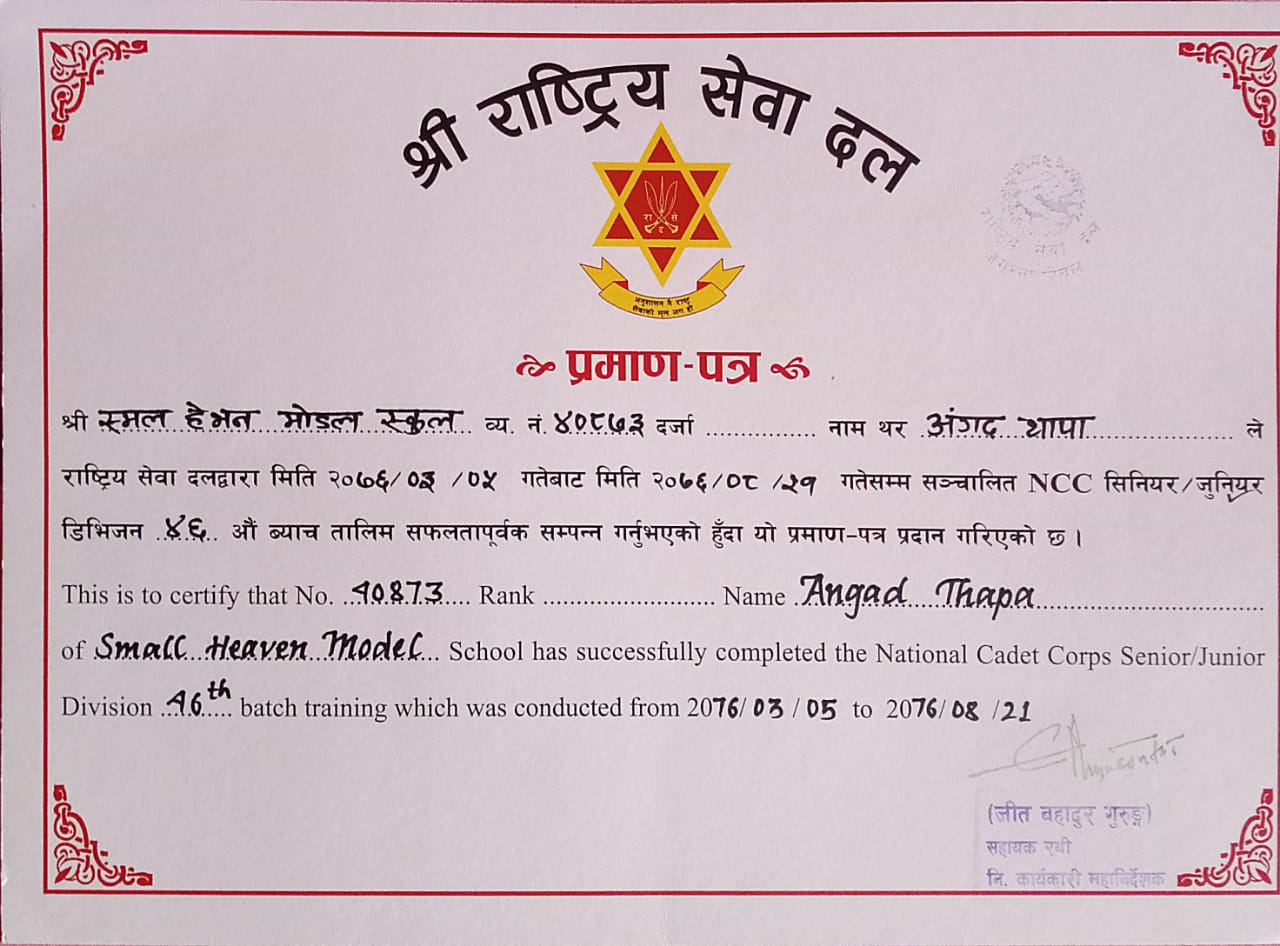 श्री राष्ट्रिय सेवा दल
रा से
द
अनुशासन नै राष्ट्र
सेवाको मूल जग हो
राष्ट्रिय सेवा दल
प्रमाण-पत्र
श्री स्मल हेभन मोडल स्कुल व्य. नं. ४०८७३ दर्जा ................ नाम थर अंगद थापा ले
राष्ट्रिय सेवा दलद्वारा मिति २०७६/०३/०५ गतेबाट मिति २०७६/०८/२१ गतेसम्म सञ्चालित NCC सिनियर/जुनियर
डिभिजन ..४६.. औं ब्याच तालिम सफलतापूर्वक सम्पन्न गर्नुभएको हुँदा यो प्रमाण-पत्र प्रदान गरिएको छ।
This is to certify that No. ..40873.... Rank .......................... Name Angad Thapa
of Small Heaven Model... School has successfully completed the National Cadet Corps Senior/Junior
Division ..46th.. batch training which was conducted from 2076/03/05 to 2076/08/21
(जीत बहादुर गुरुङ्ग)
सहायक रथी
नि. कार्यकारी महानिर्देशक